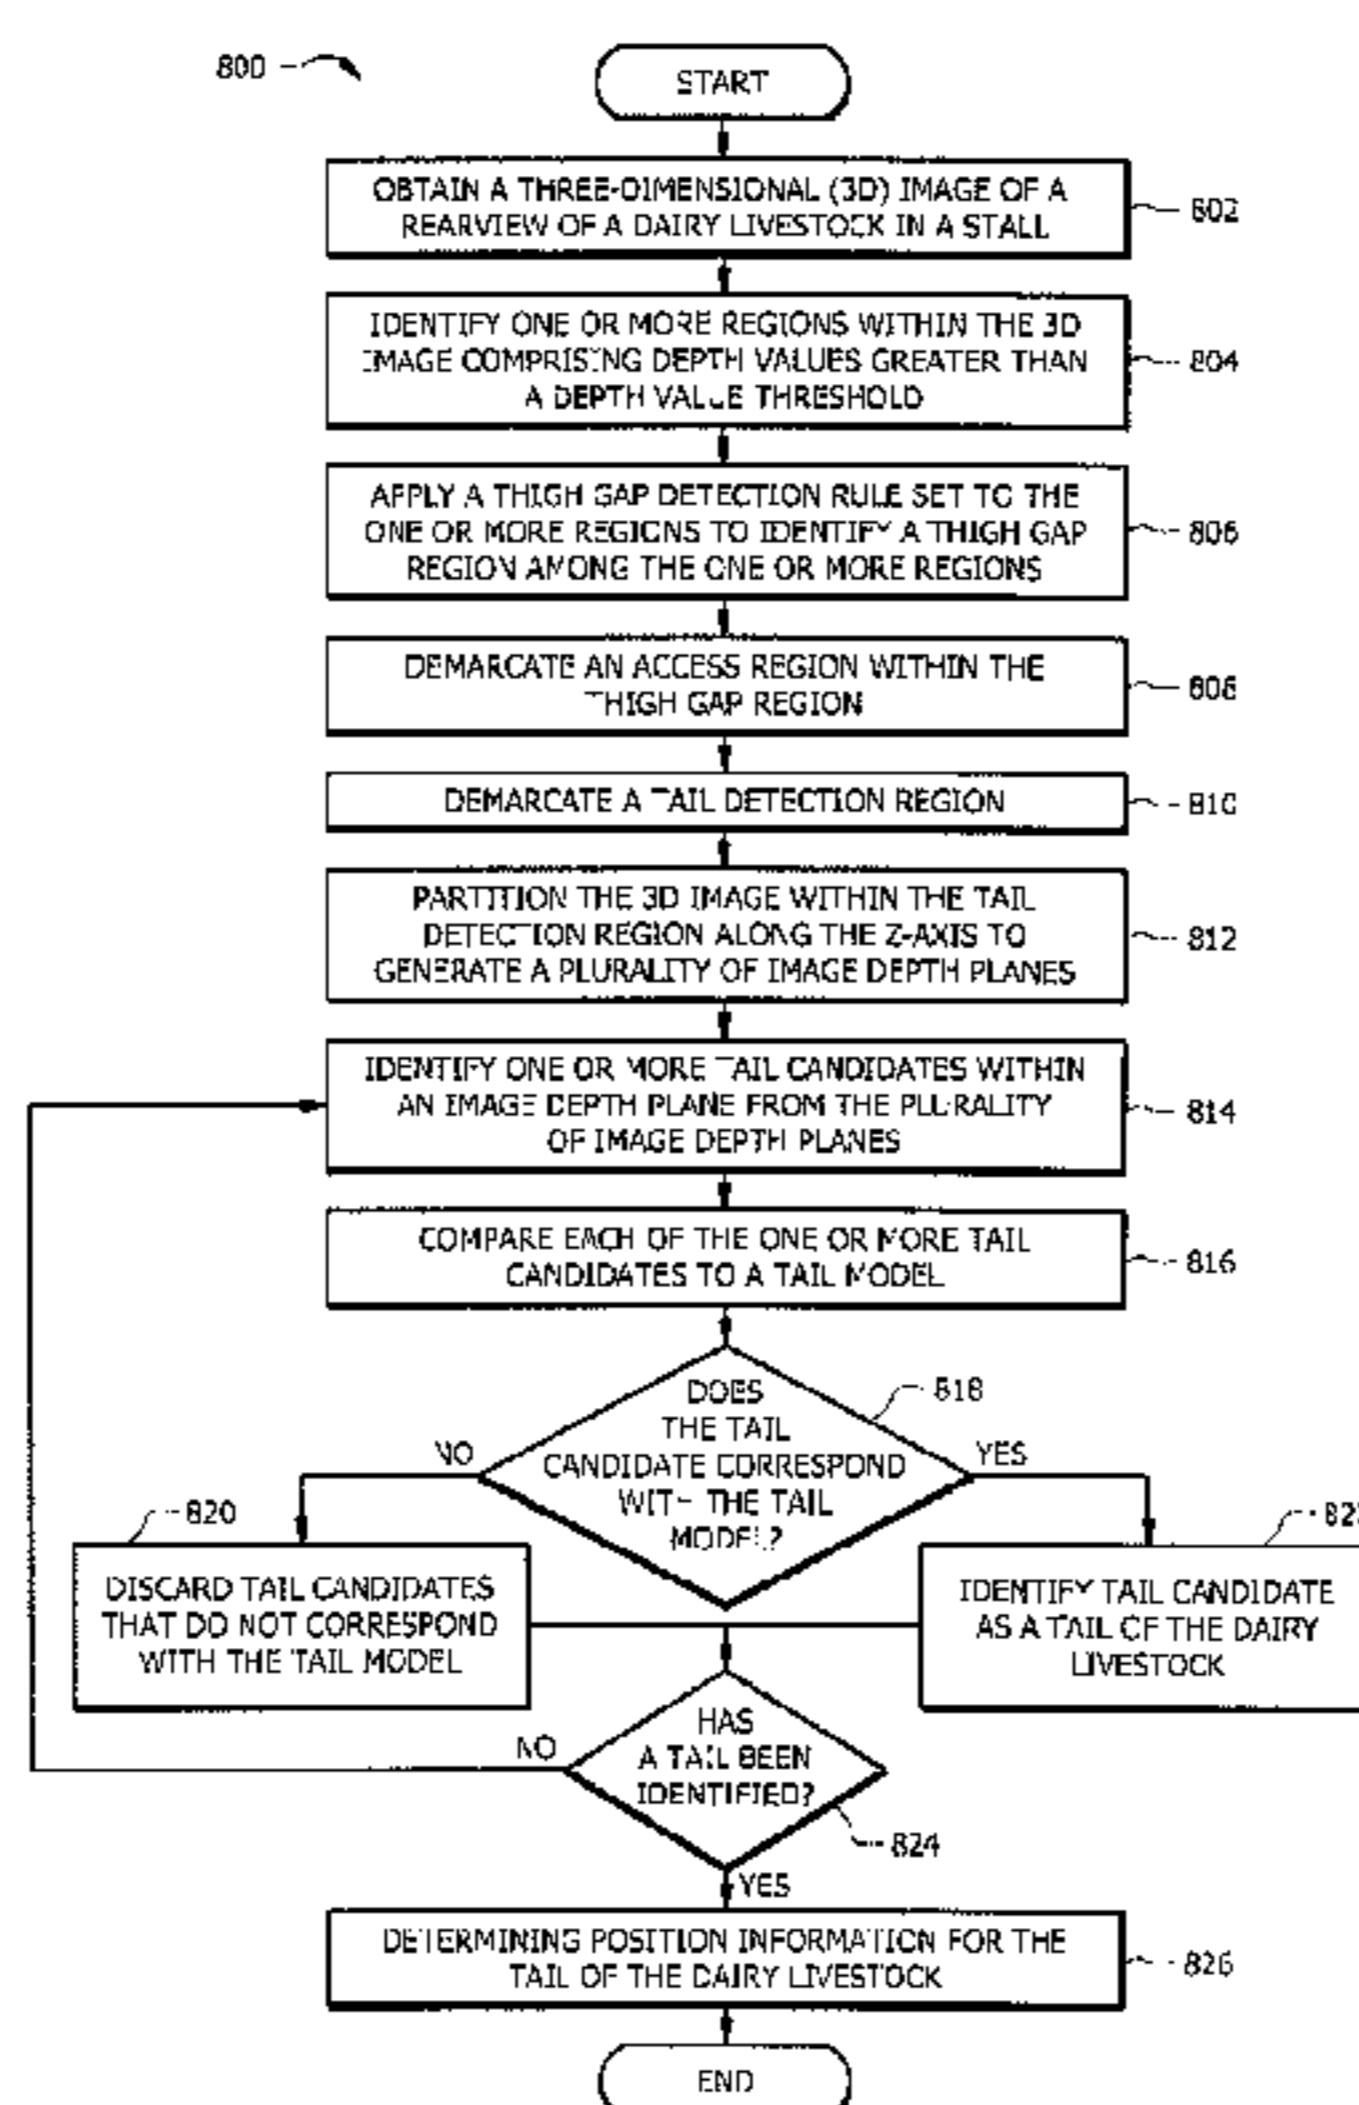 800
START
OBTAIN A THREE-DIMENSIONAL (3D) IMAGE OF A
REARVIEW OF A DAIRY LIVESTOCK IN A STALL
802
IDENTIFY ONE OR MORE REGIONS WITHIN THE 3D
IMAGE COMPRISING DEPTH VALUES GREATER THAN
A DEPTH VALUE THRESHOLD
804
APPLY A THIGH GAP DETECTION RULE SET TO THE
ONE OR MORE REGIONS TO IDENTIFY A THIGH GAP
REGION AMONG THE ONE OR MORE REGIONS
806
DEMARCATE AN ACCESS REGION WITHIN THE
THIGH GAP REGION
808
DEMARCATE A TAIL DETECTION REGION
810
PARTITION THE 3D IMAGE WITHIN THE TAIL
DETECTION REGION ALONG THE Z-AXIS TO
GENERATE A PLURALITY OF IMAGE DEPTH PLANES
812
IDENTIFY ONE OR MORE TAIL CANDIDATES WITHIN
AN IMAGE DEPTH PLANE FROM THE PLURALITY
OF IMAGE DEPTH PLANES
814
COMPARE EACH OF THE ONE OR MORE TAIL
CANDIDATES TO A TAIL MODEL
816
DOES
THE TAIL
CANDIDATE CORRESPOND
WITH THE TAIL
MODEL?
818
NO
YES
820
DISCARD TAIL CANDIDATES
THAT DO NOT CORRESPOND
WITH THE TAIL MODEL
IDENTIFY TAIL CANDIDATE
AS A TAIL OF THE DAIRY
LIVESTOCK
HAS
A TAIL BEEN
IDENTIFIED?
NO
824
YES
DETERMINING POSITION INFORMATION FOR THE
TAIL OF THE DAIRY LIVESTOCK
826
END